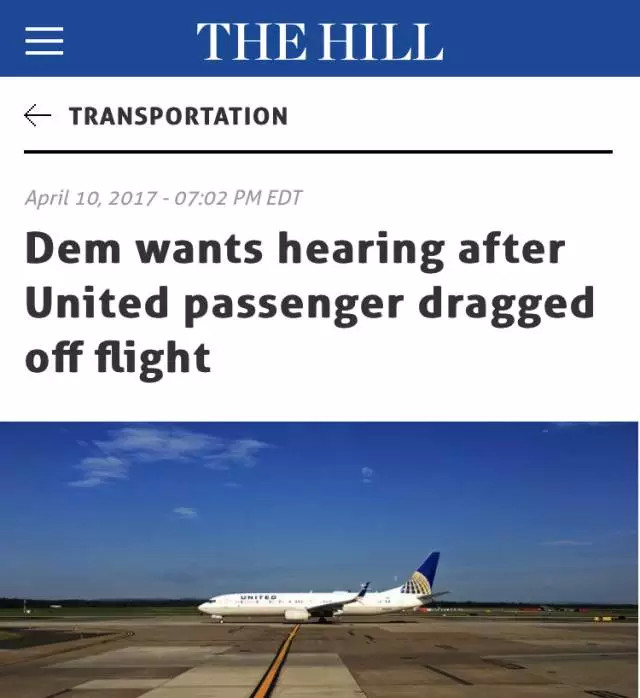 THE HILL
TRANSPORTATION
April 10, 2017 - 07:02 PM EDT
Dem wants hearing after
United passenger dragged
off flight
UNITED